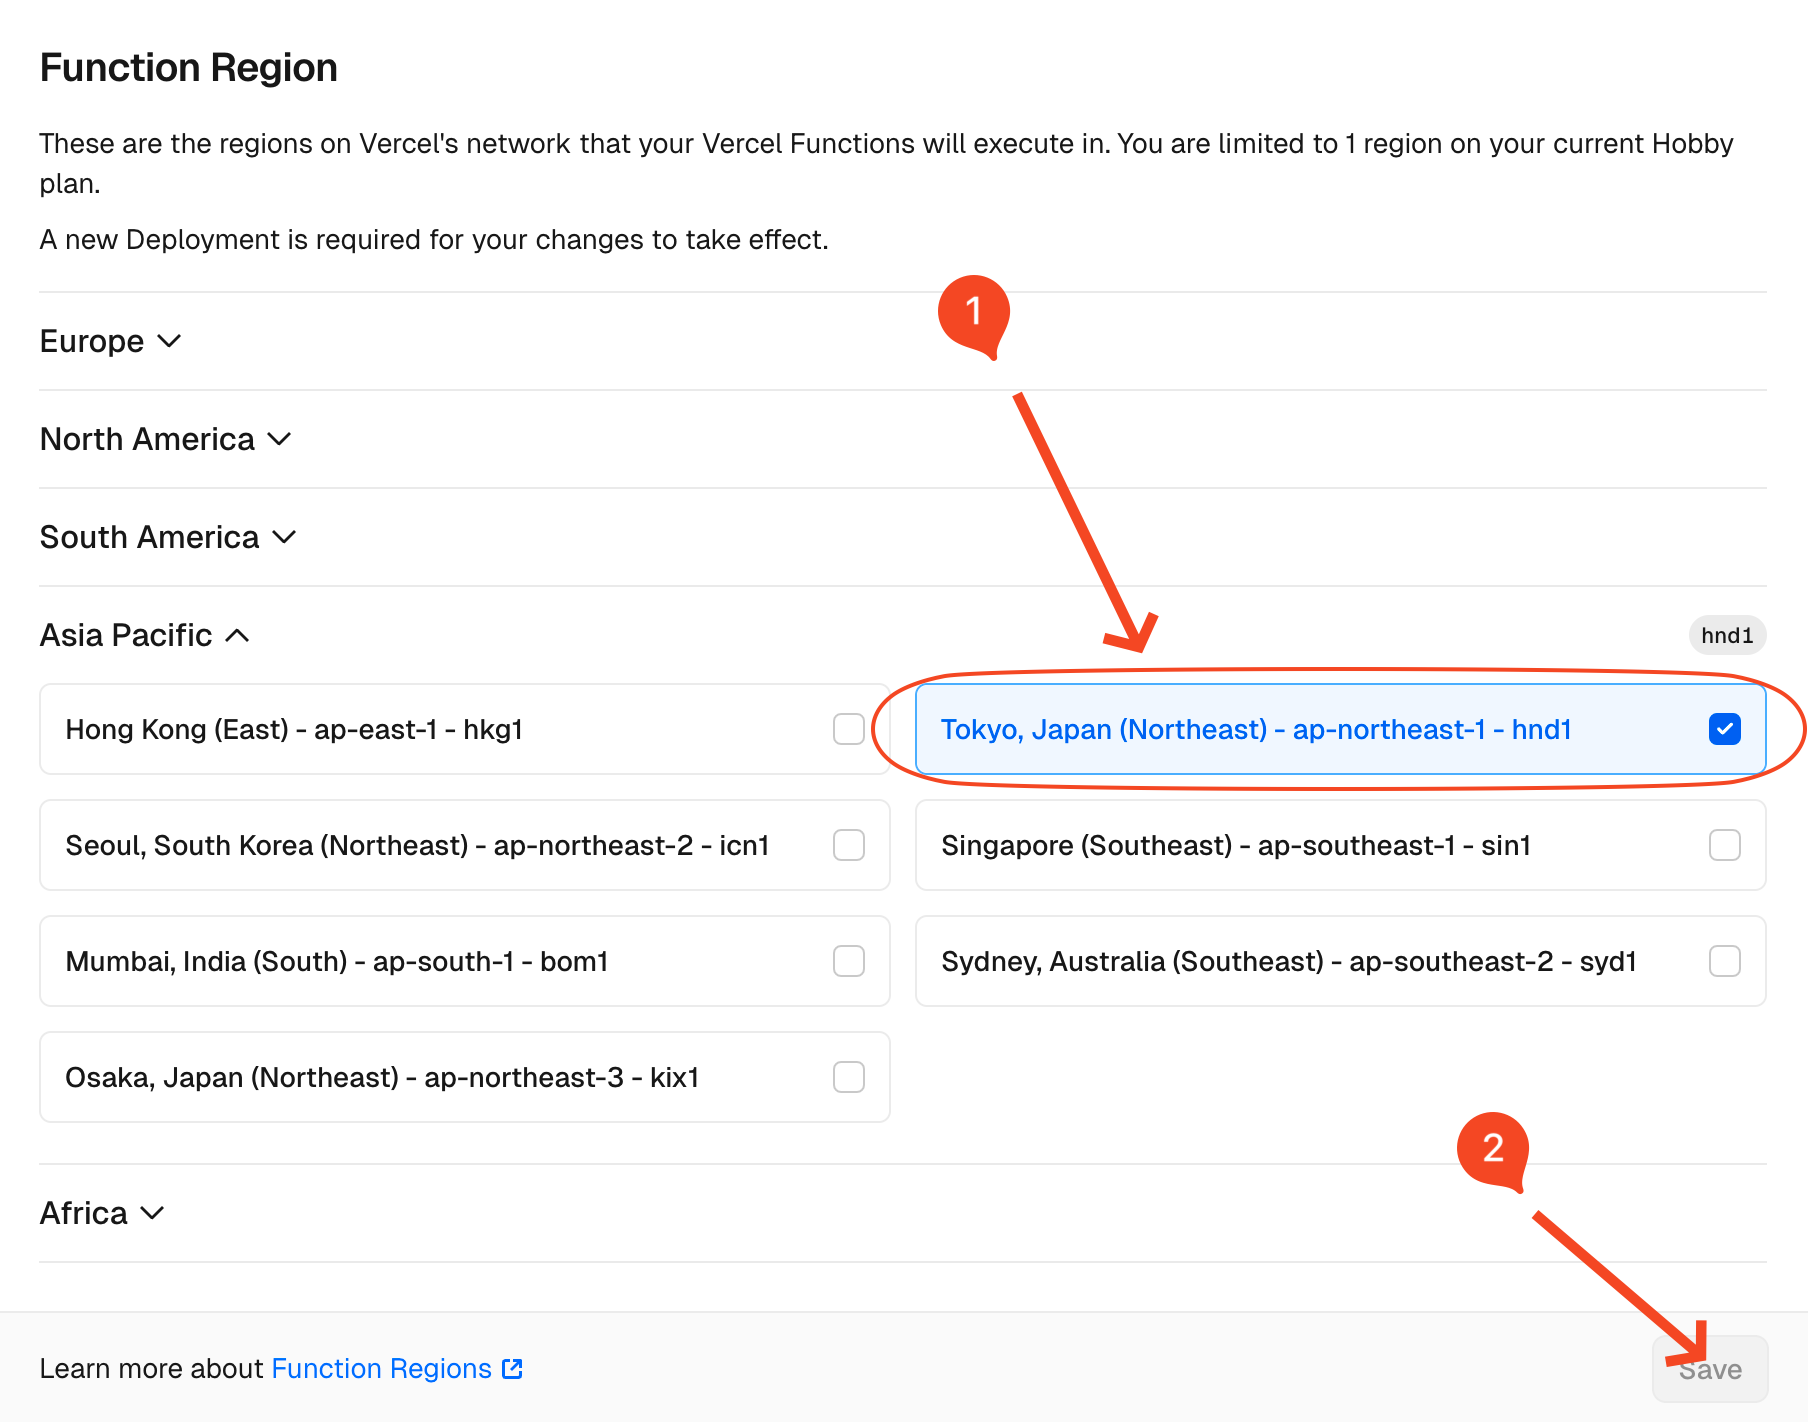 Function Region
These are the regions on Vercel's network that your Vercel Functions will execute in. You are limited to 1 region on your current Hobby
plan.
A new Deployment is required for your changes to take effect.
1
Europe
North America
South America
Asia Pacific
hnd1
Hong Kong (East) - ap-east-1 - hkg1
Tokyo, Japan (Northeast) - ap-northeast-1 - hnd1
Seoul, South Korea (Northeast) - ap-northeast-2 - icn1
Singapore (Southeast) - ap-southeast-1 - sin1
Mumbai, India (South) - ap-south-1 - bom1
Sydney, Australia (Southeast) - ap-southeast-2 - syd1
Osaka, Japan (Northeast) - ap-northeast-3 - kix1
2
Africa
Learn more about Function Regions
Save